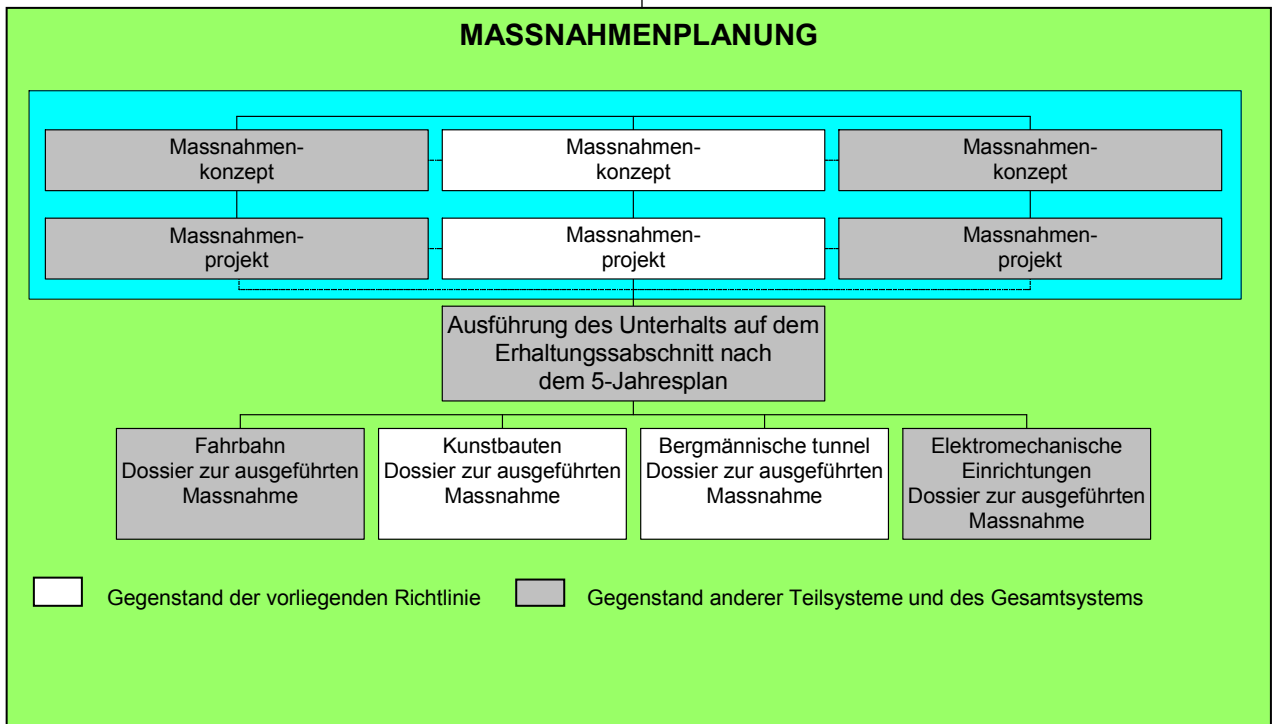 MASSNAHMENPLANUNG
Massnahmen-
konzept
Massnahmen-
konzept
Massnahmen-
konzept
Massnahmen-
projekt
Massnahmen-
projekt
Massnahmen-
projekt
Ausführung des Unterhalts auf dem
Erhaltungssabschnitt nach
dem 5-Jahresplan
Fahrbahn
Dossier zur ausgeführten
Massnahme
Kunstbauten
Dossier zur ausgeführten
Massnahme
Bergmännische tunnel
Dossier zur ausgeführten
Massnahme
Elektromechanische
Einrichtungen
Dossier zur ausgeführten
Massnahme
Gegenstand der vorliegenden Richtlinie
Gegenstand anderer Teilsysteme und des Gesamtsystems